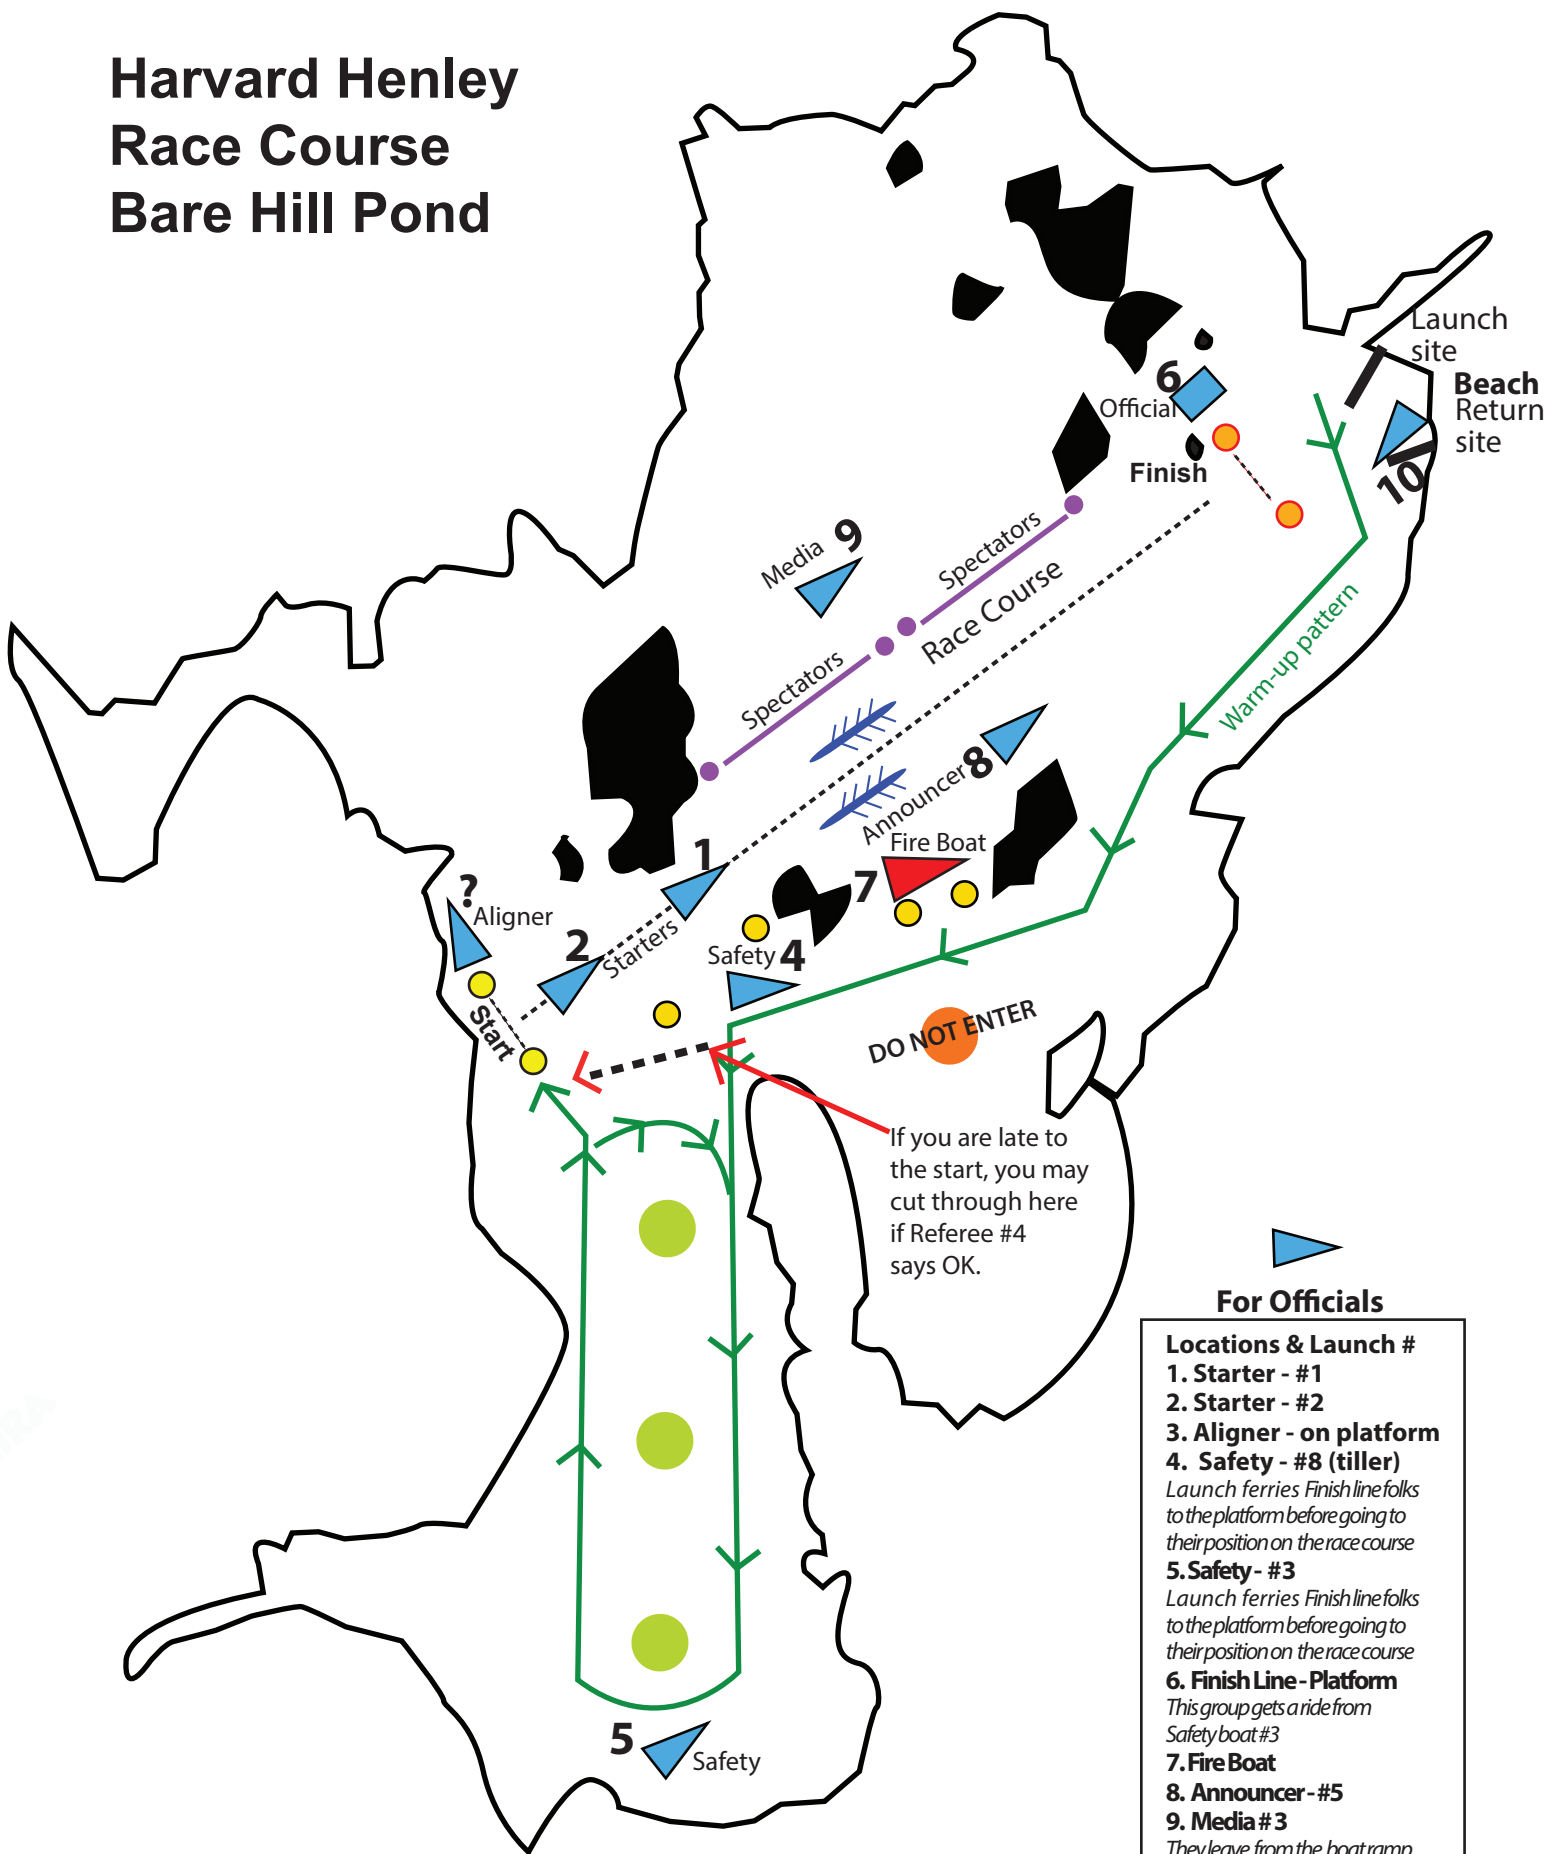 Harvard Henley
Race Course
Bare Hill Pond
Launch
site
Beach
Return
site
6
Official
Finish
10
Media 9
Spectators
Race Course
Spectators
Warm-up pattern
Announcer 8
Fire Boat
7
1
?
Aligner
2
Starters
Safety 4
Start
DO NOT ENTER
If you are late to
the start, you may
cut through here
if Referee #4
says OK.
5
Safety
For Officials
Locations & Launch #
1. Starter - #1
2. Starter - #2
3. Aligner - on platform
4. Safety - #8 (tiller)
Launch ferries Finish line folks
to the platform before going to
their position on the race course
5. Safety - #3
Launch ferries Finish line folks
to the platform before going to
their position on the race course
6. Finish Line - Platform
This group gets a ride from
Safety boat #3
7. Fire Boat
8. Announcer - #5
9. Media # 3
They leave from the boat ramp